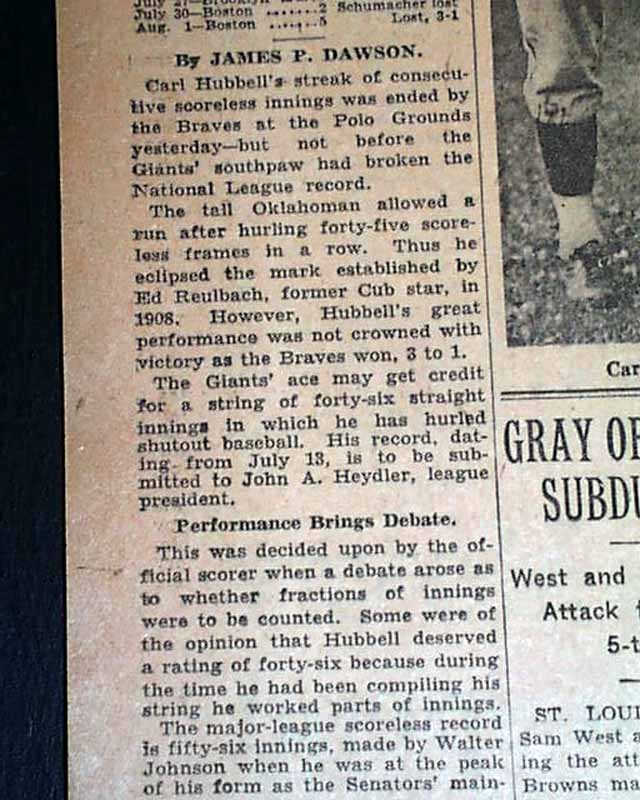 July 27—Brooklyn
July 30—Boston ........2 Schumacher lost
Aug. 1—Boston ......5 Lost, 3-1
By JAMES P. DAWSON.
Carl Hubbell's streak of consecu-
tive scoreless innings was ended by
the Braves at the Polo Grounds
yesterday—but not before the
Giants' southpaw had broken the
National League record.
The tall Oklahoman allowed a
run after hurling forty-five score-
less frames in a row. Thus he
eclipsed the mark established by
Ed Reulbach, former Cub star, in
1908. However, Hubbell's great
performance was not crowned with
victory as the Braves won, 3 to 1.
The Giants' ace may get credit
for a string of forty-six straight
innings in which he has hurled
shutout baseball. His record, dat-
ing from July 13, is to be sub-
mitted to John A. Heydler, league
president.
Performance Brings Debate.
This was decided upon by the of-
ficial scorer when a debate arose as
to whether fractions of innings
were to be counted. Some were of
the opinion that Hubbell deserved
a rating of forty-six because during
the time he had been compiling his
string he worked parts of innings.
The major-league scoreless record
is fifty-six innings, made by Walter
Johnson when he was at the peak
of his form as the Senators' main-
Car
GRAY OF
SUBDU
West and
Attack
5-t
ST. LOUI
Sam West a
ing the att
Browns ma